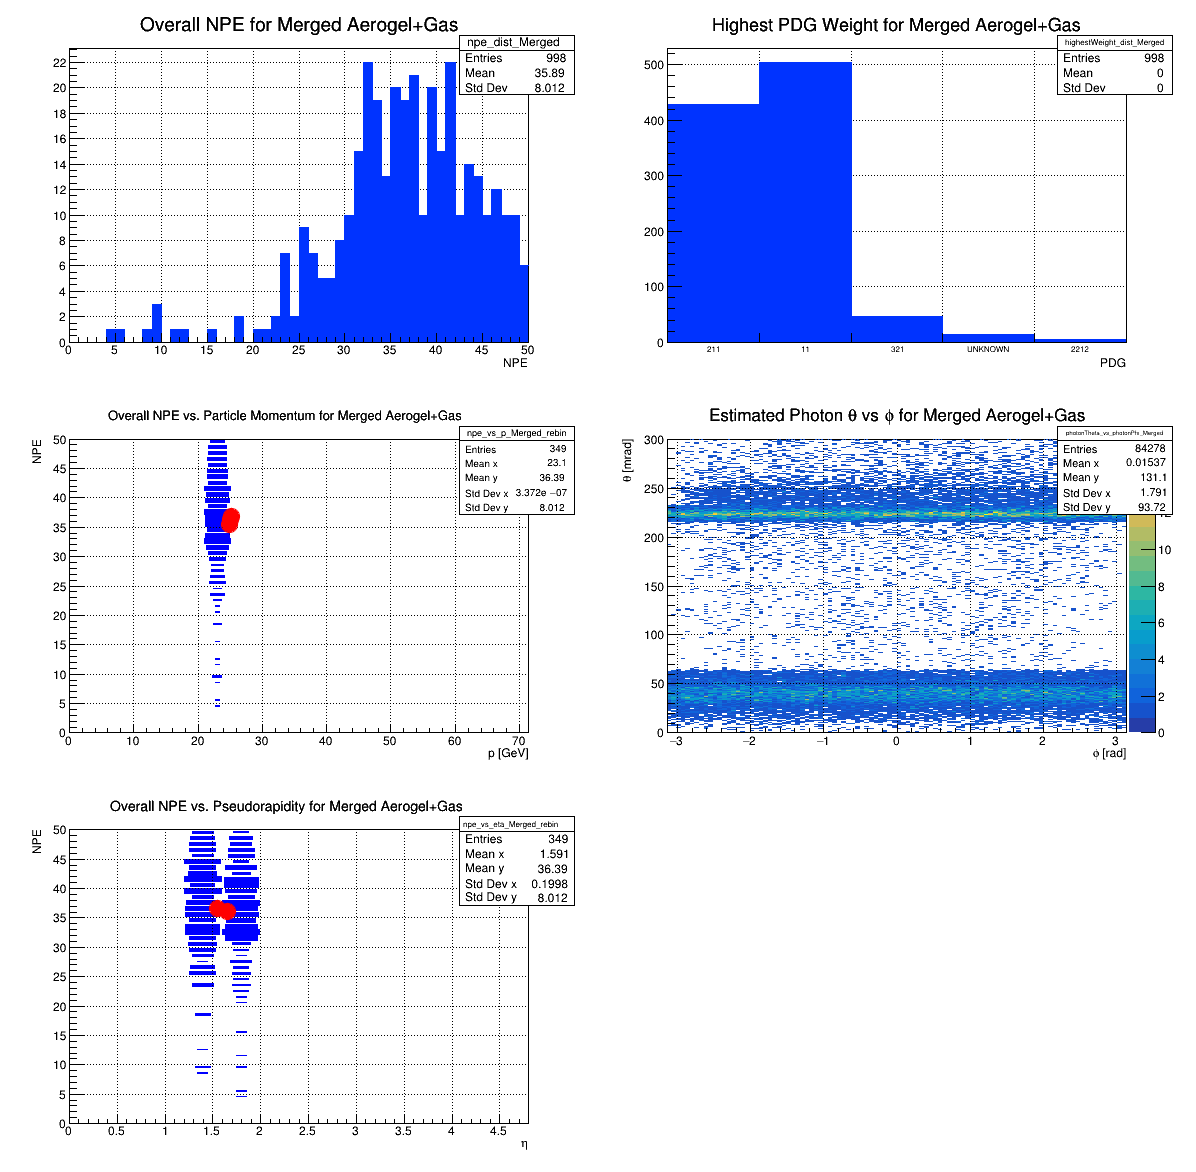 Overall NPE for Merged Aerogel+Gas
npe_dist_Merged
Entries 998
Mean 35.89
Std Dev 8.012
22
20
18
16
14
12
10
8
6
4
2
0
0 5 10 15 20 25 30 35 40 45 50
NPE
Highest PDG Weight for Merged Aerogel+Gas
highestWeight_dist_Merged
Entries 998
Mean 0
Std Dev 0
500
400
300
200
100
0
211 11 321 UNKNOWN 2212
PDG
Overall NPE vs. Particle Momentum for Merged Aerogel+Gas
npe_vs_p_Merged_rebin
Entries 349
Mean x 23.1
Mean y 36.39
Std Dev x 3.372e −07
Std Dev y 8.012
NPE
50
45
40
35
30
25
20
15
10
5
0
0 10 20 30 40 50 60 70
p [GeV]
Estimated Photon θ vs ϕ for Merged Aerogel+Gas
photonTheta_vs_photonPhi_Merged
Entries 84278
Mean x 0.01537
Mean y 131.1
Std Dev x 1.791
Std Dev y 93.72
θ [mrad]
300
250
200
150
100
50
0
−3 −2 −1 0 1 2 3
ϕ [rad]
10
8
6
4
2
0
Overall NPE vs. Pseudorapidity for Merged Aerogel+Gas
npe_vs_eta_Merged_rebin
Entries 349
Mean x 1.591
Mean y 36.39
Std Dev x 0.1998
Std Dev y 8.012
NPE
50
45
40
35
30
25
20
15
10
5
0
0 0.5 1 1.5 2 2.5 3 3.5 4 4.5
η